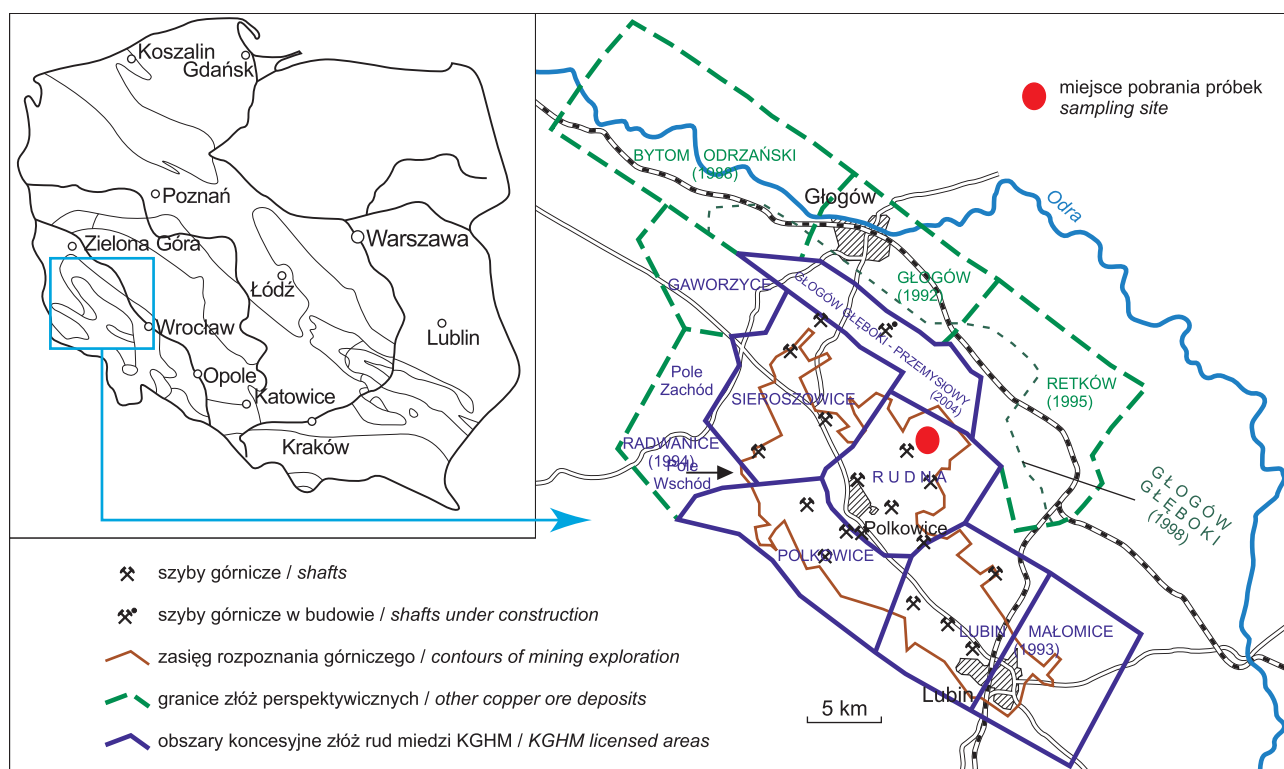 Koszalin
Gdańsk
Poznań
Zielona Góra
Warszawa
Łódź
Wrocław
Lublin
Opole
Katowice
Kraków
szyby górnicze / shafts
szyby górnicze w budowie / shafts under construction
zasięg rozpoznania górniczego / contours of mining exploration
granice złóż perspektywicznych / other copper ore deposits
obszary koncesyjne złóż rud miedzi KGHM / KGHM licensed areas
miejsce pobrania próbek
sampling site
BYTOM ODRZAŃSKI
(1988)
Głogów
Odra
GAWORZYCE
GŁOGÓW GŁĘBOKI - PRZEMYSIOWY
(2004)
GŁOGÓW
(1992)
RETKÓW
(1995)
Pole
Zachód
SIEROSZOWICE
RADWANICE
(1994)
Pole
Wschód
RUDNA
GŁOGÓW
GŁĘBOKI
(1998)
Polkowice
POLKOWICE
LUBIN
MAŁOMICE
(1993)
Lubin
5 km